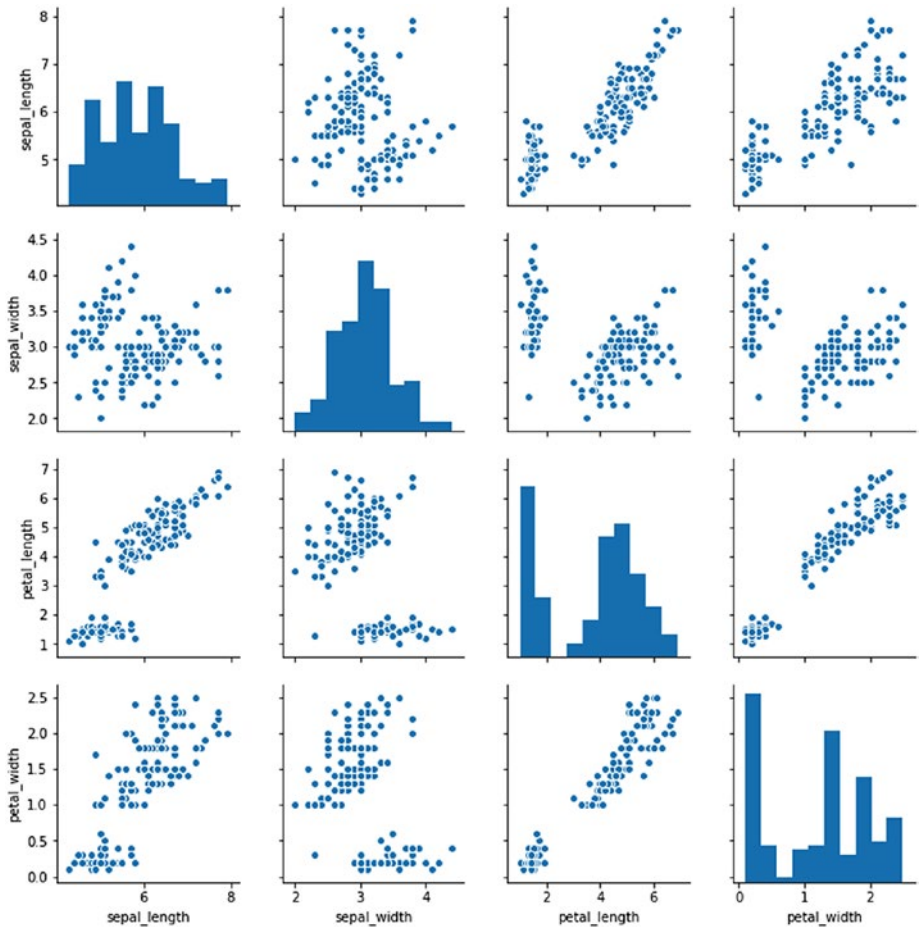 8
7
6
5
sepal_length
4.5
4.0
3.5
3.0
2.5
2.0
sepal_width
7
6
5
4
3
2
1
petal_length
2.5
2.0
1.5
1.0
0.5
0.0
petal_width
6 8
sepal_length
2 3 4
sepal_width
2 4 6
petal_length
0 1 2
petal_width